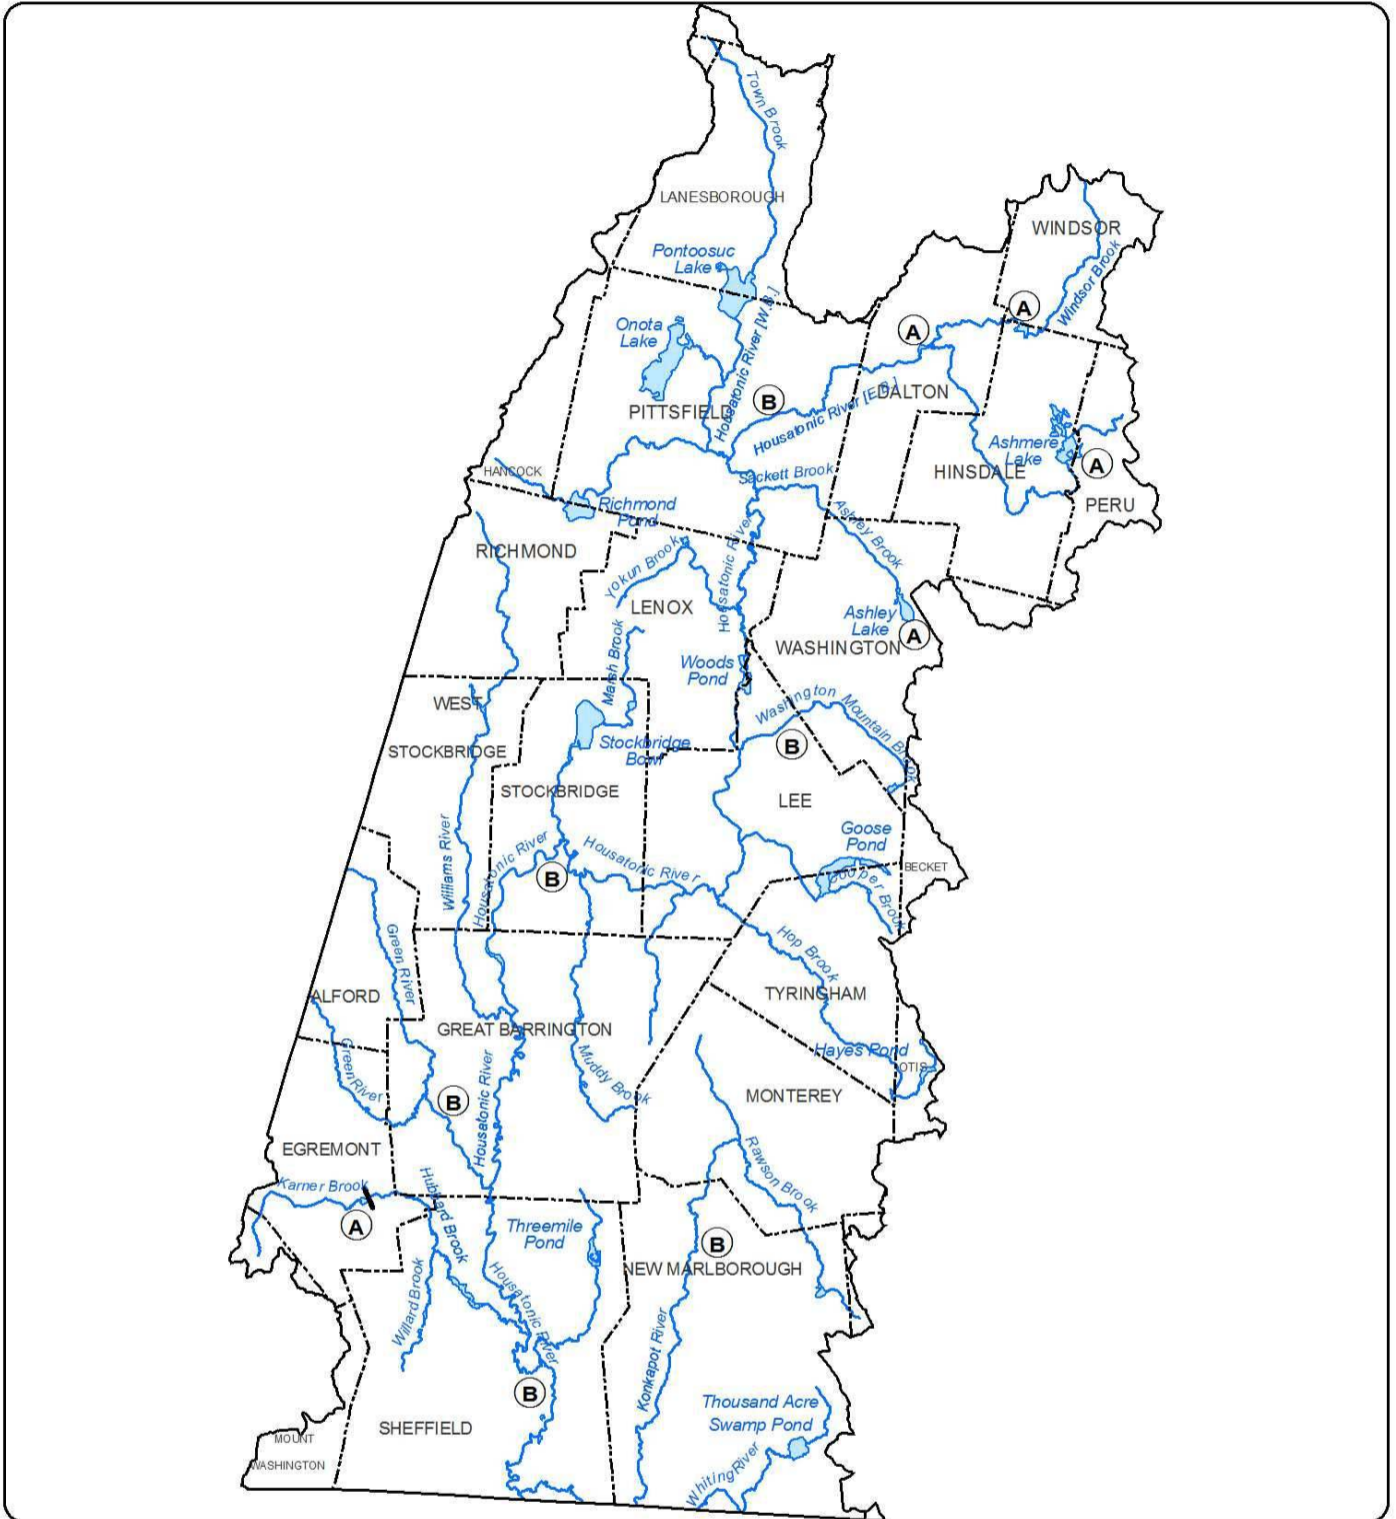 Town Brook
LANESBOROUGH
WINDSOR
Pontoosuc
Lake
Windsor Brook
A
A
Onota
Lake
Housatonic River [W.B.]
B
PITTSFIELD
DALTON
Housatonic River [E.B.]
Ashmere
Lake
HANCOCK
Sackett Brook
HINSDALE
A
Richmond
Pond
PERU
Ashley Brook
RICHMOND
Yokun Brook
Housatonic River
LENOX
Ashley
Lake
A
WASHINGTON
Marsh Brook
Woods
Pond
WEST
STOCKBRIDGE
Washington Mountain Brook
Stockbridge
Bowl
B
STOCKBRIDGE
LEE
Goose
Pond
Williams River
Housatonic River
Housatonic River
B
BECKET
Cooper Brook
Green River
Hop Brook
ALFORD
TYRINGHAM
GREAT BARRINGTON
Hayes Pond
OTIS
Green River
Muddy Brook
MONTEREY
B
Housatonic River
EGREMONT
Rawson Brook
Karner Brook
Hubbard Brook
A
Threemile
Pond
B
NEW MARLBOROUGH
Willard Brook
Housatonic River
Konkapot River
B
Thousand Acre
Swamp Pond
SHEFFIELD
MOUNT
WASHINGTON
Whiting River